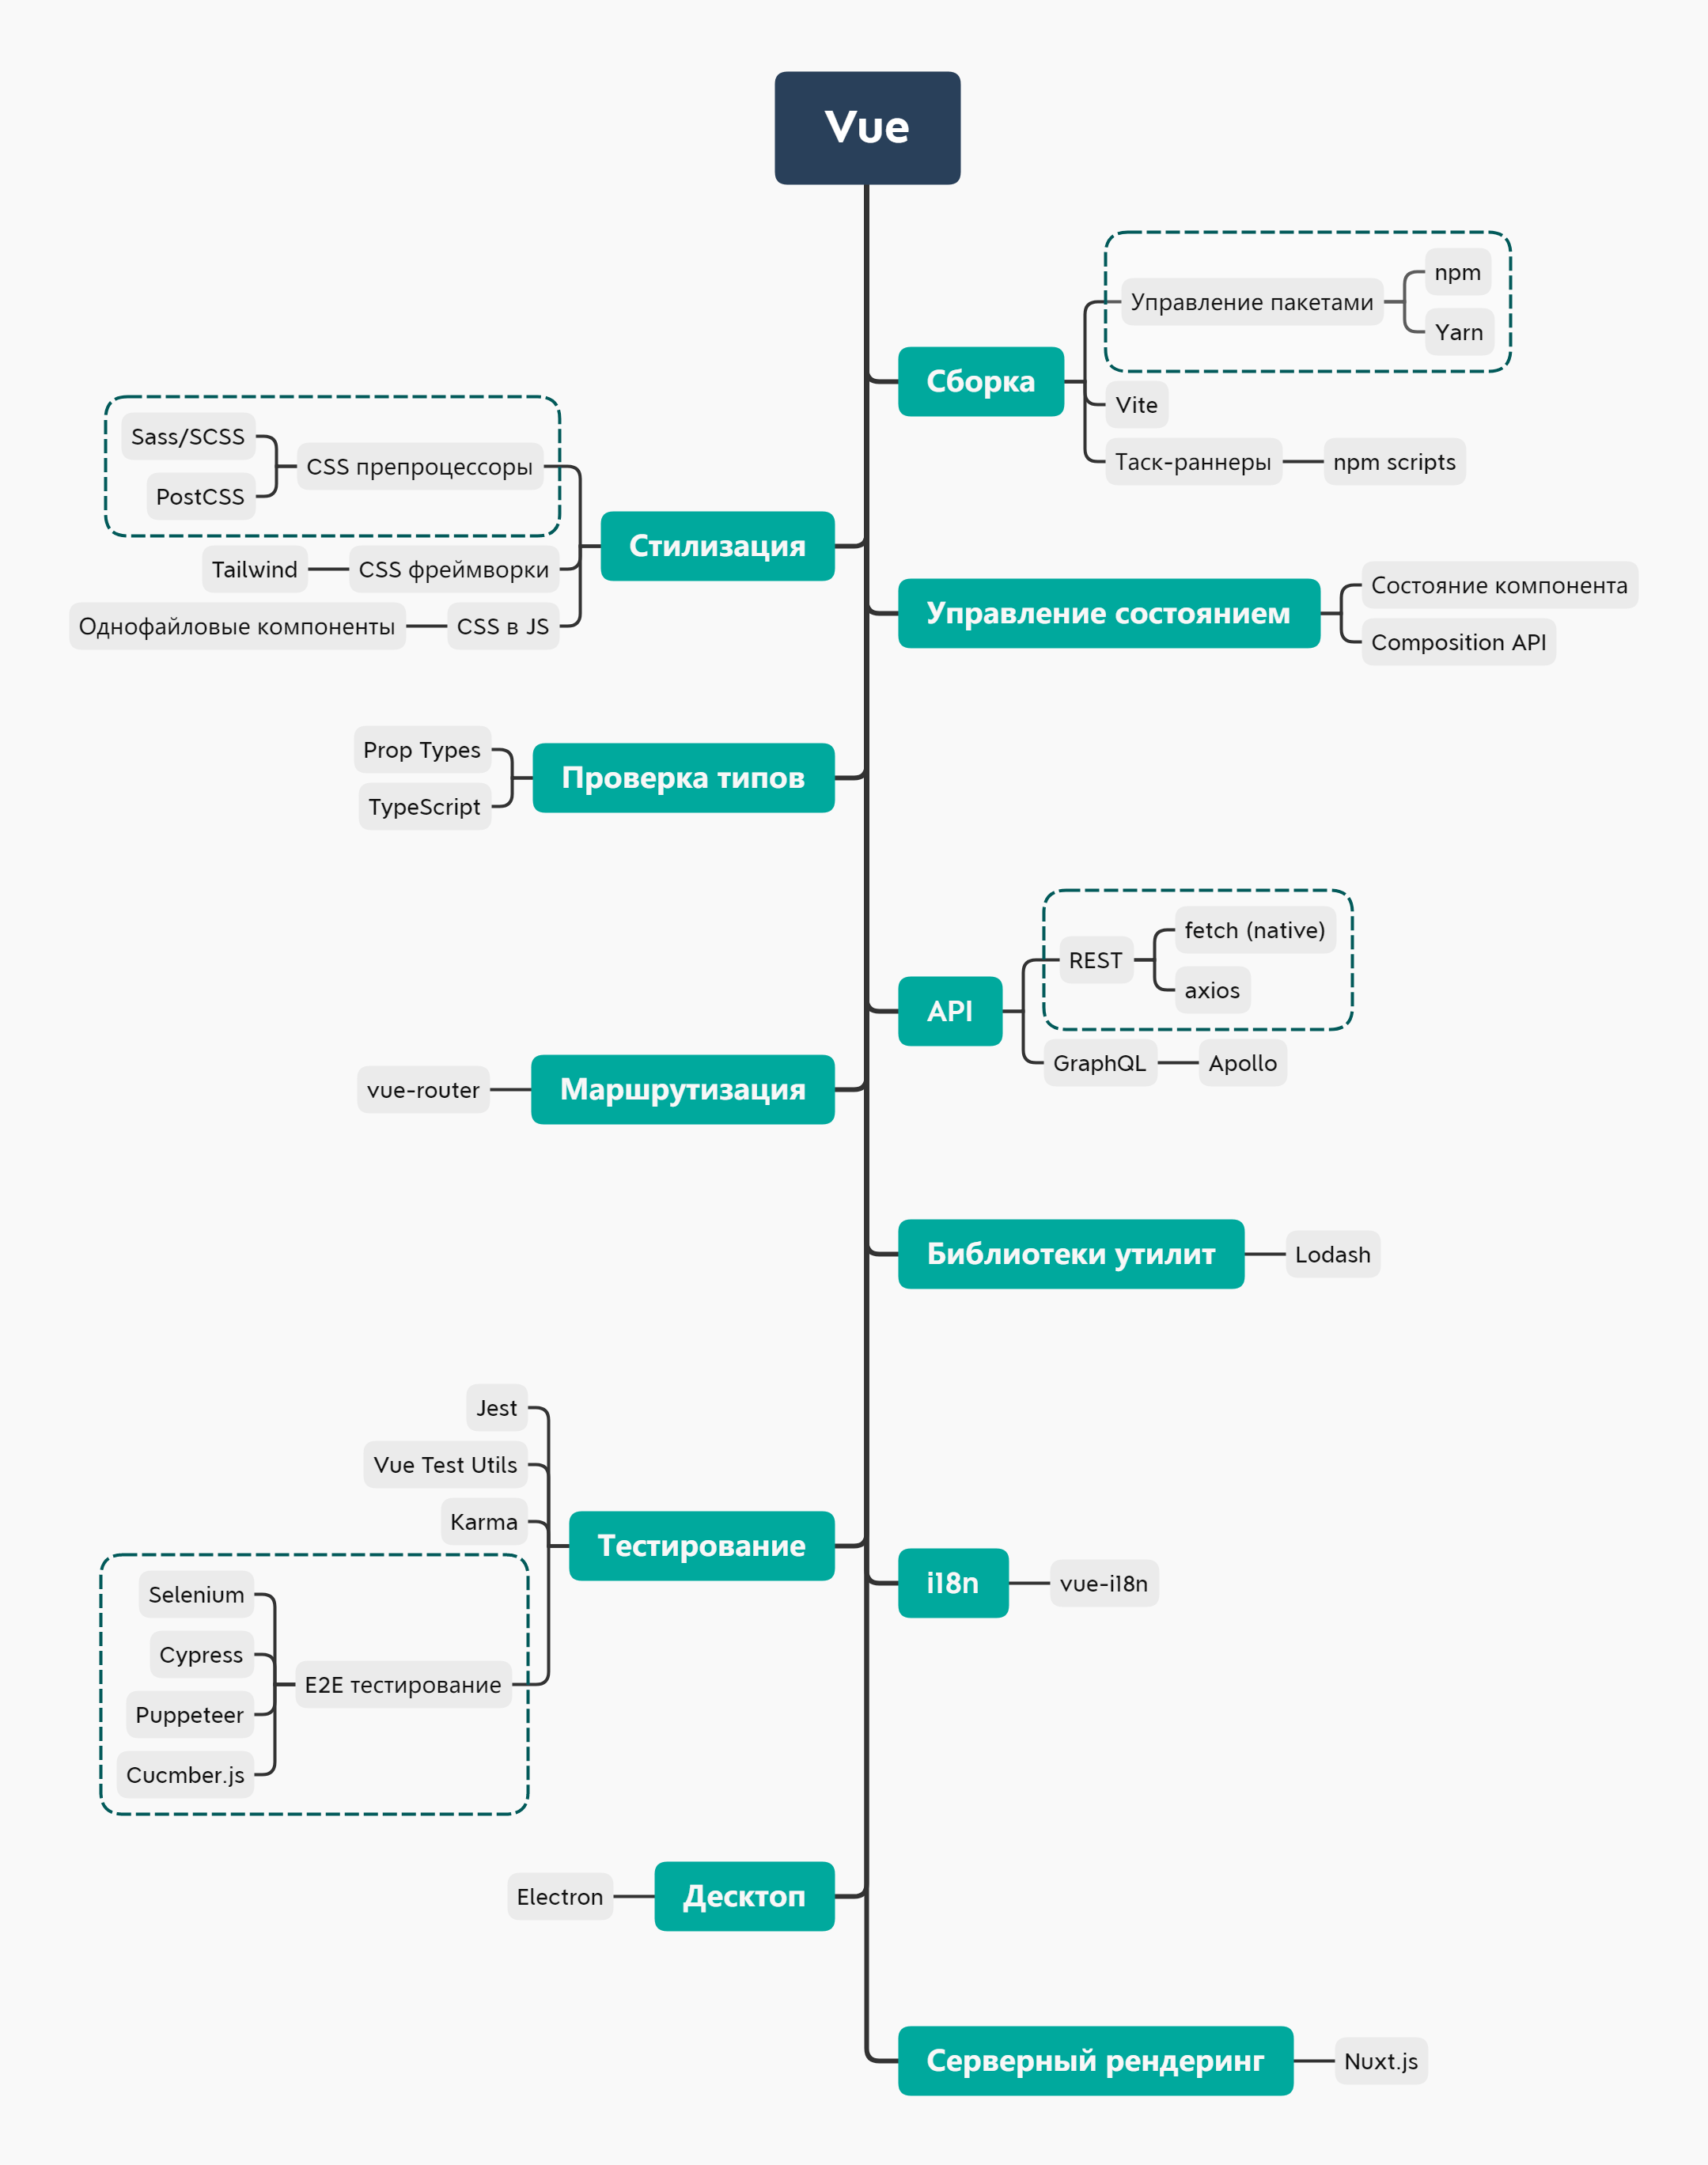 Vue
Сборка
Управление пакетами
npm
Yarn
Vite
Таск-раннеры
npm scripts
Стилизация
CSS препроцессоры
Sass/SCSS
PostCSS
CSS фреймворки
Tailwind
CSS в JS
Однофайловые компоненты
Управление состоянием
Состояние компонента
Composition API
Проверка типов
Prop Types
TypeScript
API
REST
fetch (native)
axios
GraphQL
Apollo
Маршрутизация
vue-router
Библиотеки утилит
Lodash
Тестирование
Jest
Vue Test Utils
Karma
E2E тестирование
Selenium
Cypress
Puppeteer
Cucmber.js
i18n
vue-i18n
Десктоп
Electron
Серверный рендеринг
Nuxt.js